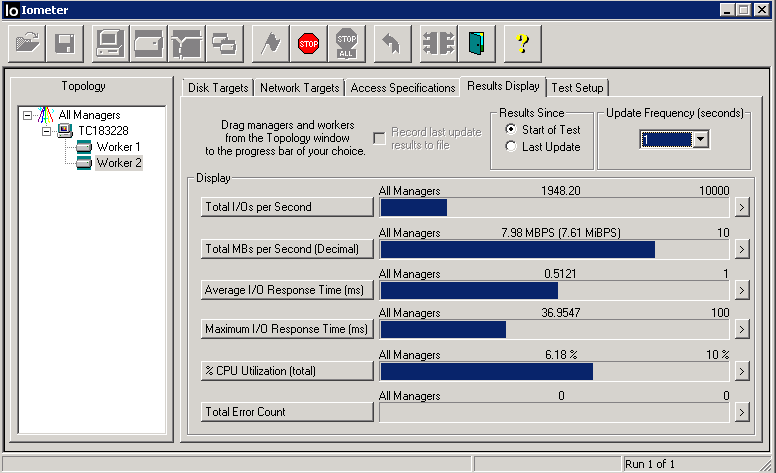 Io Iometer
STOP
STOP
ALL
?
Topology
All Managers
TC183228
Worker 1
Worker 2
Disk Targets
Network Targets
Access Specifications
Results Display
Test Setup
Drag managers and workers
from the Topology window
to the progress bar of your choice.
Record last update
results to file
Results Since
Start of Test
Last Update
Update Frequency (seconds)
1
Display
Total I/Os per Second
All Managers 1948.20 10000
>
Total MBs per Second (Decimal)
All Managers 7.98 MBPS (7.61 MiBPS) 10
>
Average I/O Response Time (ms)
All Managers 0.5121 1
>
Maximum I/O Response Time (ms)
All Managers 36.9547 100
>
% CPU Utilization (total)
All Managers 6.18 % 10 %
>
Total Error Count
All Managers 0 0
>
Run 1 of 1